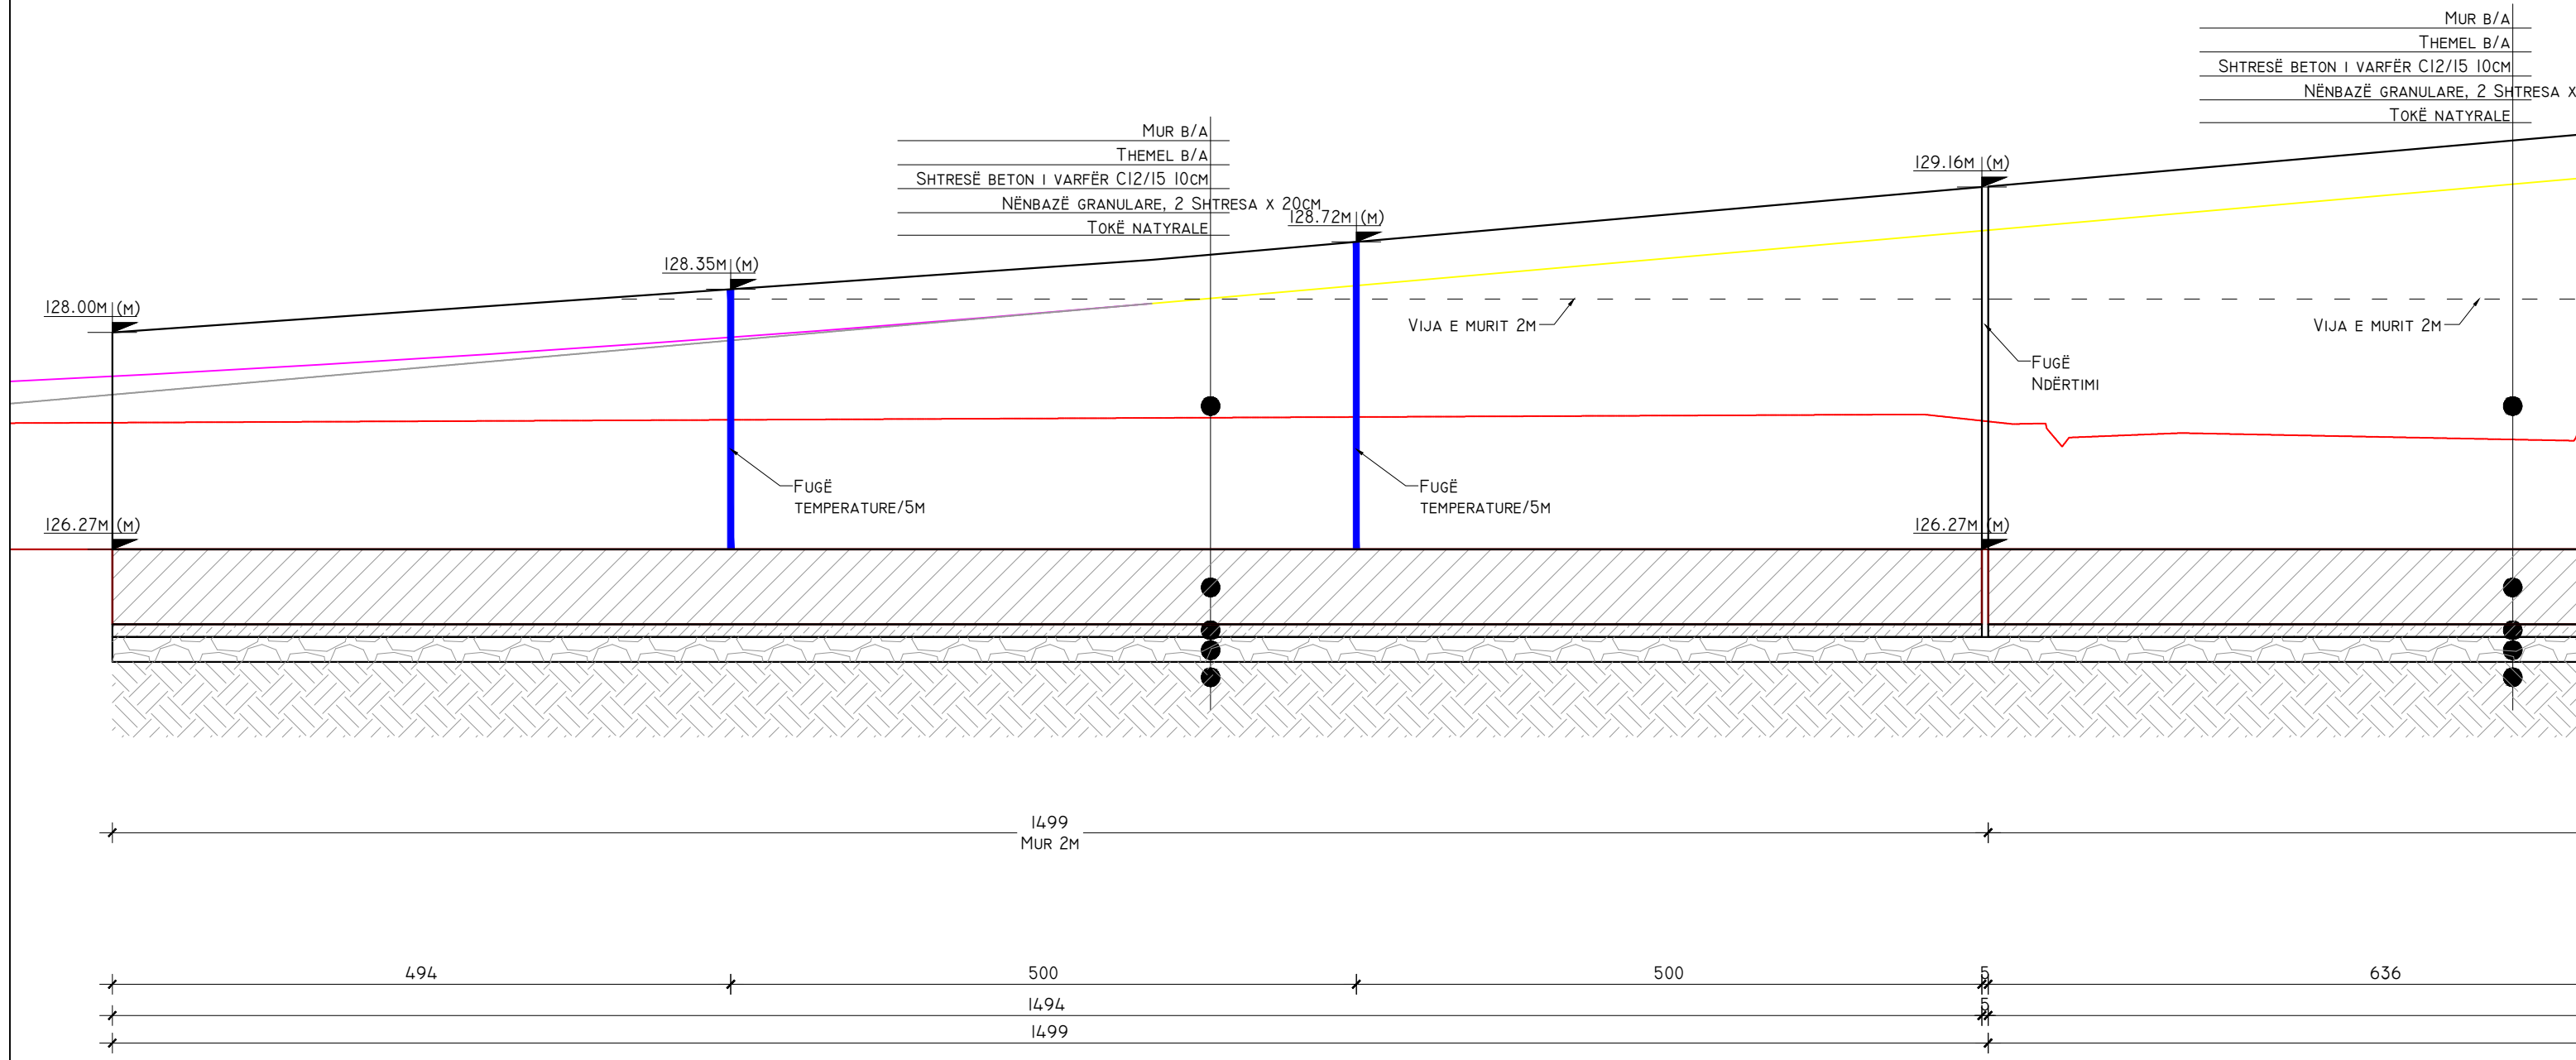 Mur b/a
Themel b/a
Shtresë beton i varfër C12/15 10cm
Nënbazë granulare, 2 Shtresa x
Tokë natyrale
Mur b/a
Themel b/a
Shtresë beton i varfër C12/15 10cm
Nënbazë granulare, 2 Shtresa x 20cm
Tokë natyrale
129.16m (m)
128.72m (m)
128.35m (m)
128.00m (m)
Vija e murit 2m
Vija e murit 2m
Fugë
Ndërtimi
Fugë
temperature/5m
Fugë
temperature/5m
126.27m (m)
126.27m (m)
1499
Mur 2m
494 500 500 5 636
1494 5
1499